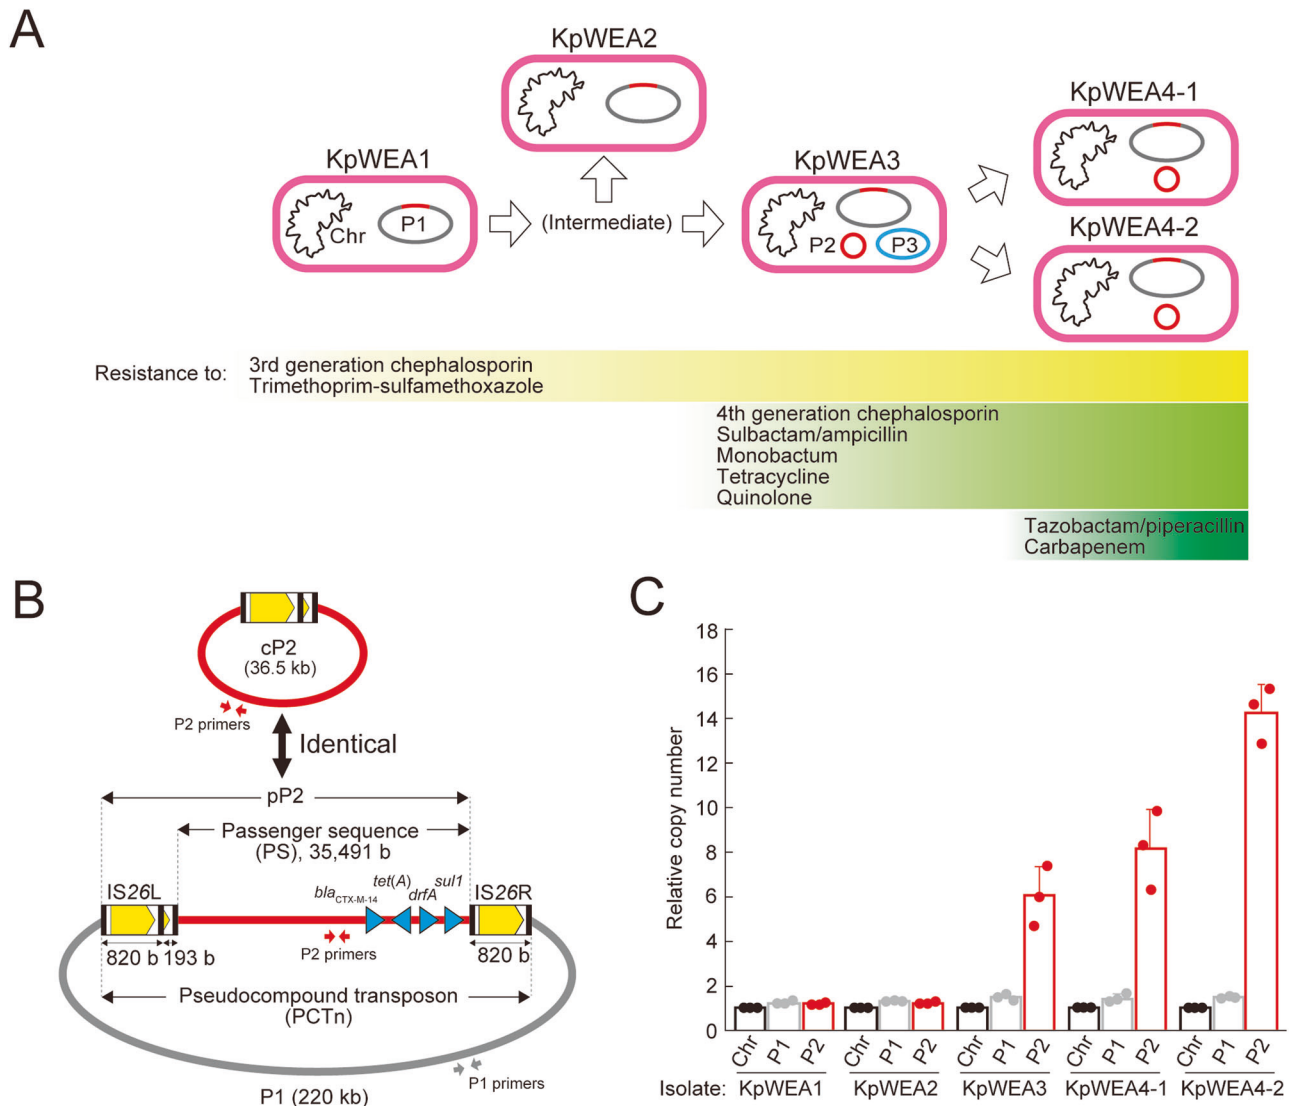 A
KpWEA2
KpWEA4-1
KpWEA1
KpWEA3
Chr
P1
(Intermediate)
P2
P3
KpWEA4-2
Resistance to:
3rd generation chephalosporin
Trimethoprim-sulfamethoxazole
4th generation chephalosporin
Sulbactam/ampicillin
Monobactum
Tetracycline
Quinolone
Tazobactam/piperacillin
Carbapenem
B
cP2
(36.5 kb)
P2 primers
Identical
pP2
Passenger sequence
(PS), 35,491 b
IS26L
blaCTX-M-14
tet(A)
drfA
sul1
IS26R
820 b
193 b
P2 primers
820 b
Pseudocompound transposon
(PCTn)
P1 primers
P1 (220 kb)
C
Relative copy number
18
16
14
12
10
8
6
4
2
0
Chr P1 P2 Chr P1 P2 Chr P1 P2 Chr P1 P2 Chr P1 P2
Isolate: KpWEA1 KpWEA2 KpWEA3 KpWEA4-1 KpWEA4-2